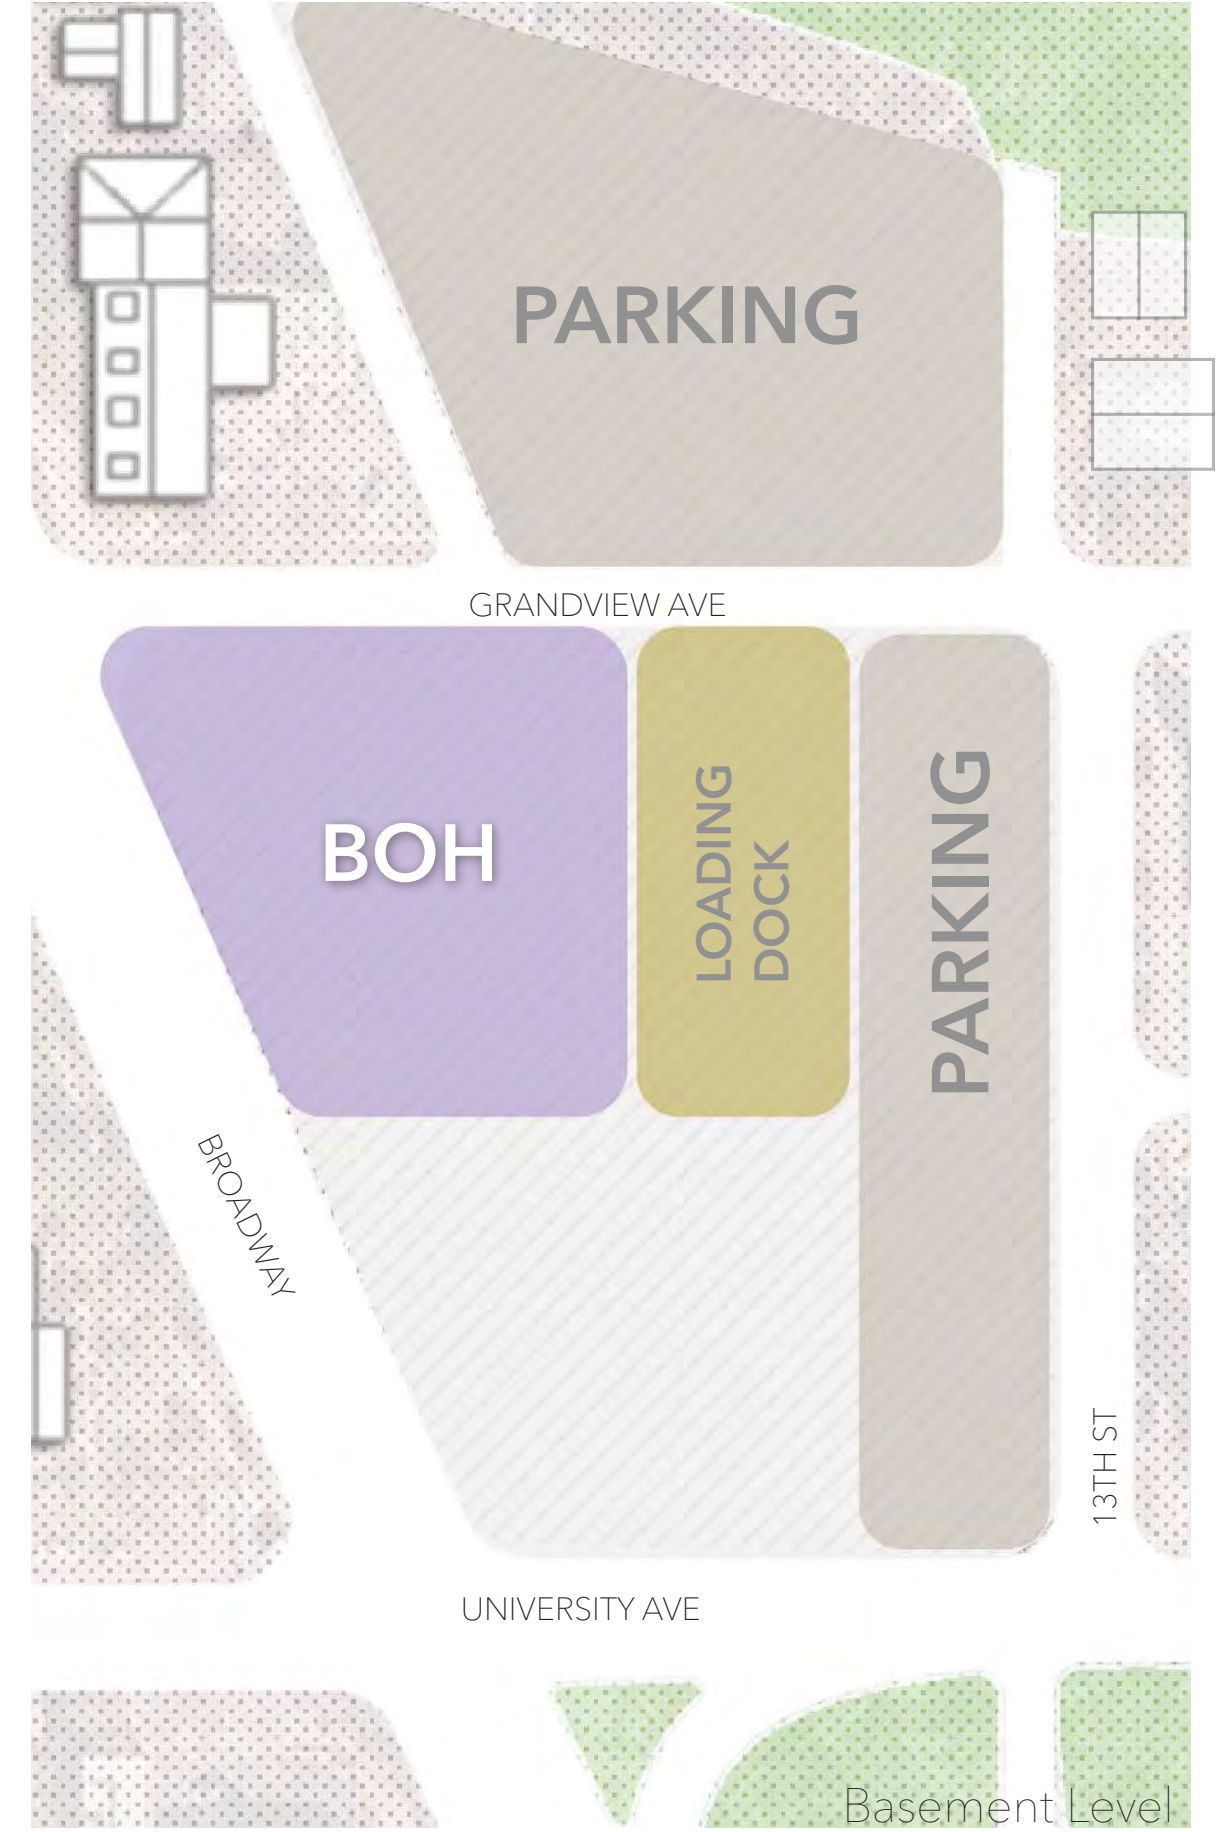 PARKING
GRANDVIEW AVE
BOH
LOADING
DOCK
PARKING
BROADWAY
13TH ST
UNIVERSITY AVE
Basement Level